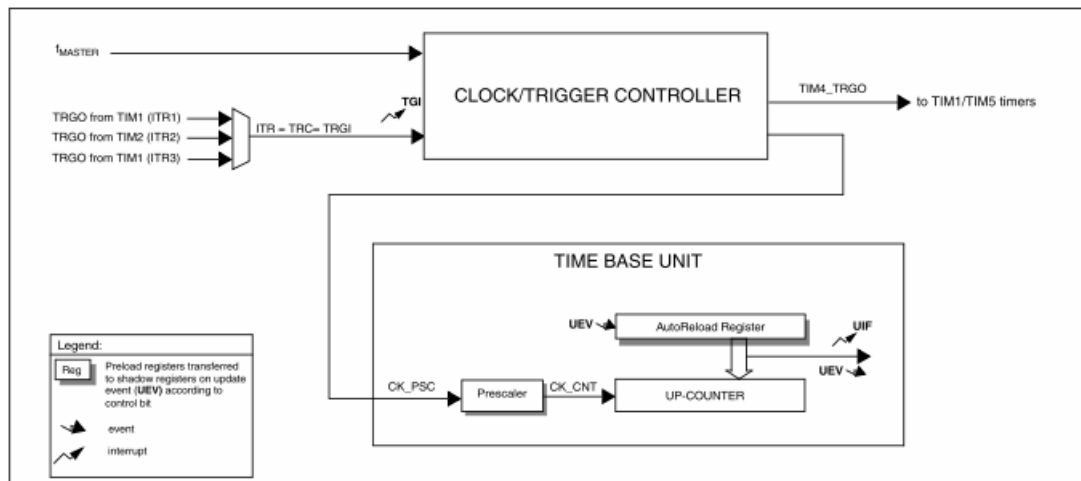 fMASTER
CLOCK/TRIGGER CONTROLLER
TGI
TIM4_TRGO
to TIM1/TIM5 timers
TRGO from TIM1 (ITR1)
TRGO from TIM2 (ITR2)
TRGO from TIM1 (ITR3)
ITR = TRC= TRGI
TIME BASE UNIT
UEV
AutoReload Register
UIF
UEV
CK_PSC
Prescaler
CK_CNT
UP-COUNTER
Legend:
Reg
Preload registers transferred
to shadow registers on update
event (UEV) according to
control bit
event
interrupt